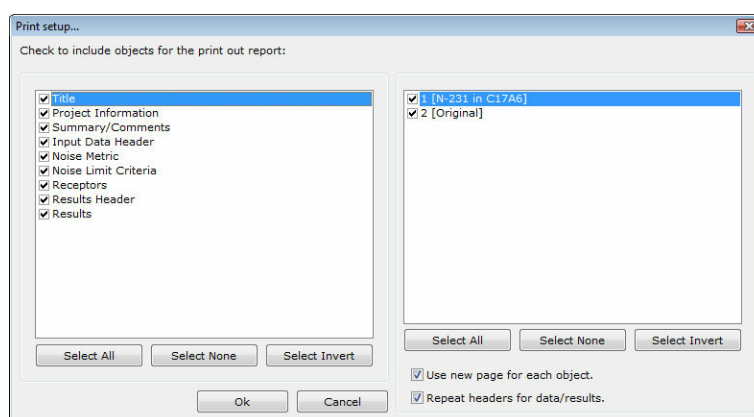 Print setup...
Check to include objects for the print out report:
Title
Project Information
Summary/Comments
Input Data Header
Noise Metric
Noise Limit Criteria
Receptors
Results Header
Results
Select All Select None Select Invert
1 [N-231 in C17A6]
2 [Original]
Select All Select None Select Invert
Use new page for each object.
Repeat headers for data/results.
Ok Cancel